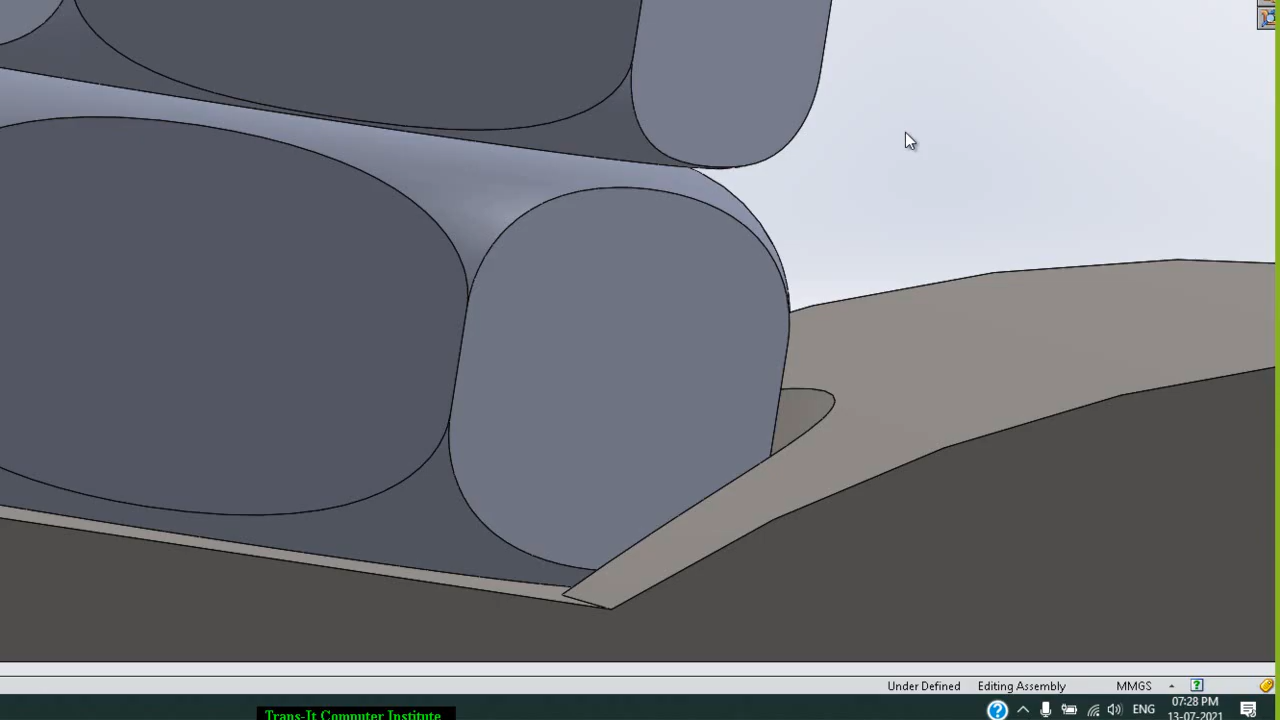 Under Defined Editing Assembly MMGS
Trans-It Computer Institute
ENG
07:28 PM
13-07-2021